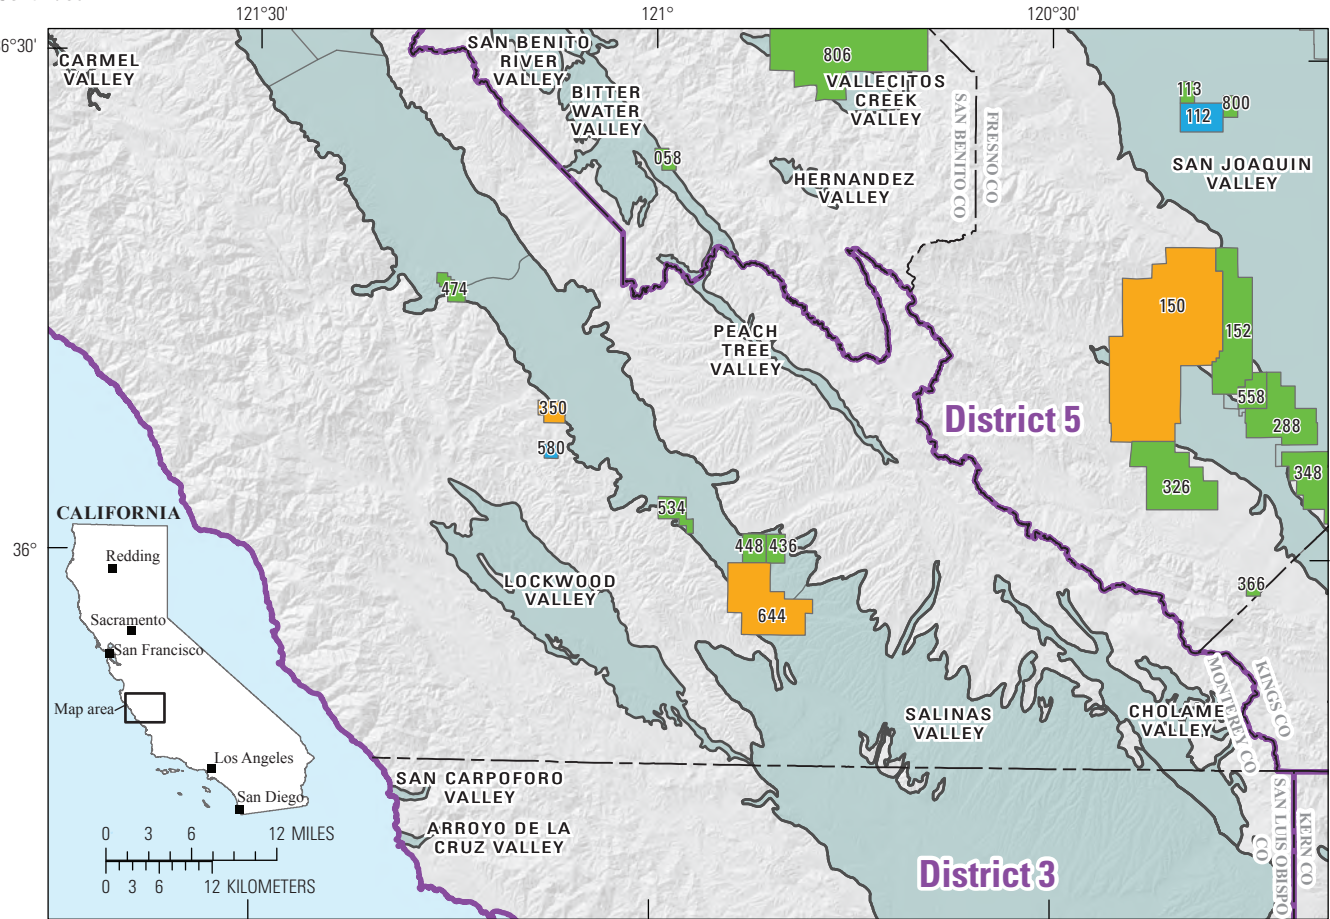 121°30'
121°
120°30'
6°30'
CARMEL
VALLEY
SAN BENITO
RIVER
VALLEY
BITTER
WATER
VALLEY
806
VALLECITOS
CREEK
VALLEY
SAN BENITO CO
FRESNO CO
113
112
800
SAN JOAQUIN
VALLEY
058
HERNANDEZ
VALLEY
474
150
152
PEACH
TREE
VALLEY
350
580
District 5
558
288
348
326
534
36°
448
436
366
644
LOCKWOOD
VALLEY
CALIFORNIA
Redding
Sacramento
San Francisco
Map area
Los Angeles
San Diego
SALINAS
VALLEY
CHOLAME
VALLEY
MONTEREY CO
KINGS CO
SAN CARPOFORO
VALLEY
ARROYO DE LA
CRUZ VALLEY
SAN LUIS OBISPO
CO
KERN CO
District 3
0 3 6 12 MILES
0 3 6 12 KILOMETERS